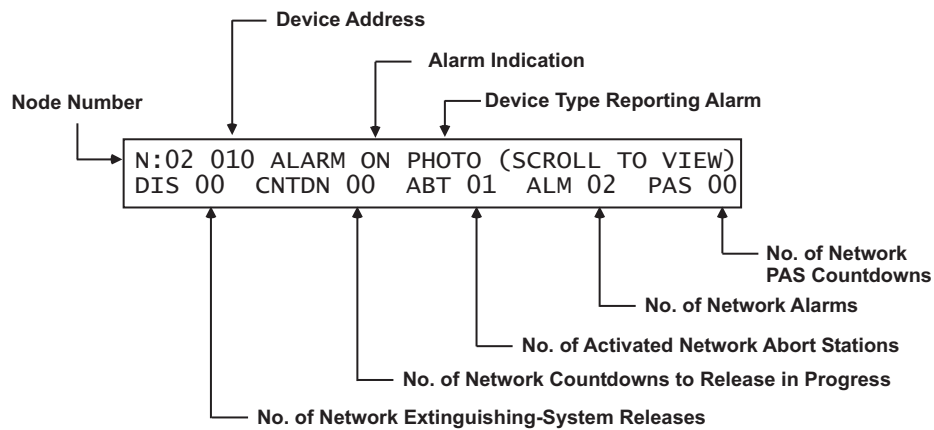 Device Address
Alarm Indication
Node Number
Device Type Reporting Alarm
N:02 010 ALARM ON PHOTO (SCROLL TO VIEW)
DIS 00 CNTDN 00 ABT 01 ALM 02 PAS 00
No. of Network
PAS Countdowns
No. of Network Alarms
No. of Activated Network Abort Stations
No. of Network Countdowns to Release in Progress
No. of Network Extinguishing-System Releases